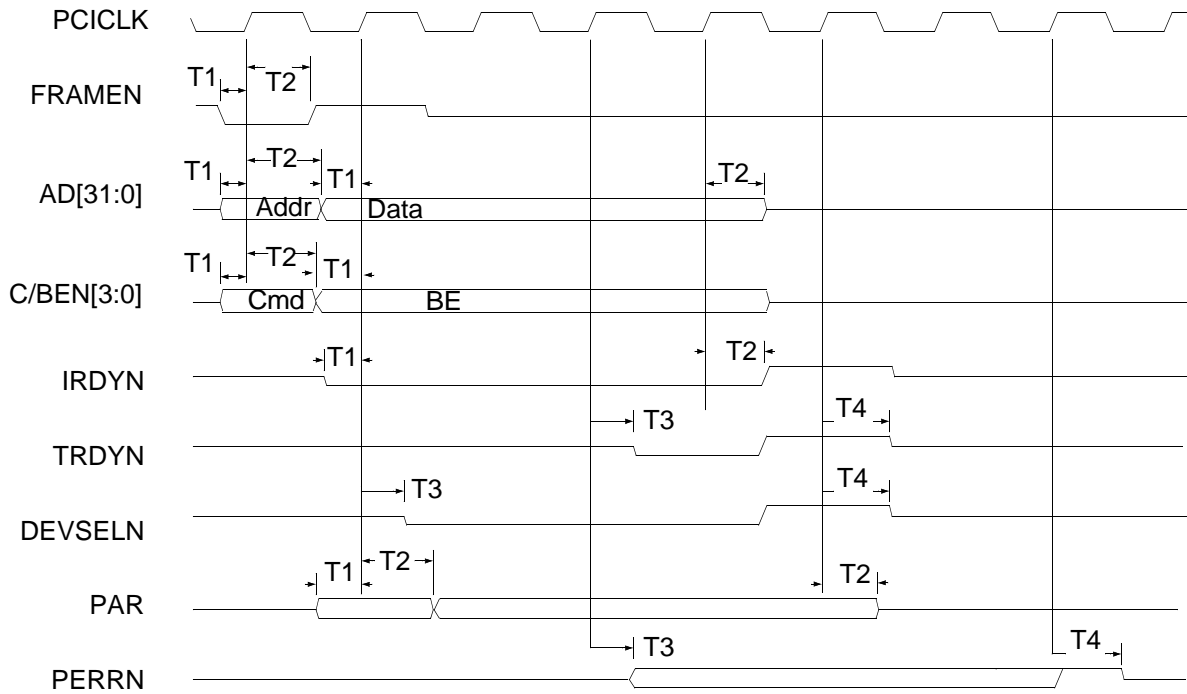 PCICLK
T1 T2
FRAMEN
T1 T2 T1 T2
AD[31:0] Addr Data
T1 T2 T1
C/BEN[3:0] Cmd BE
T1 T2
IRDYN
T3 T4
TRDYN
T3 T4
DEVSELN
T1 T2 T2
PAR
T3 T4
PERRN